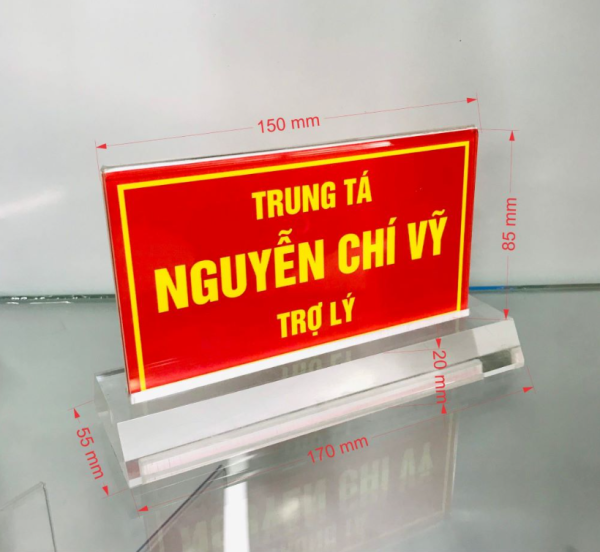 150 mm
TRUNG TÁ
NGUYỄN CHÍ VỸ
TRỢ LÝ
85 mm
20 mm
55 mm
170 mm